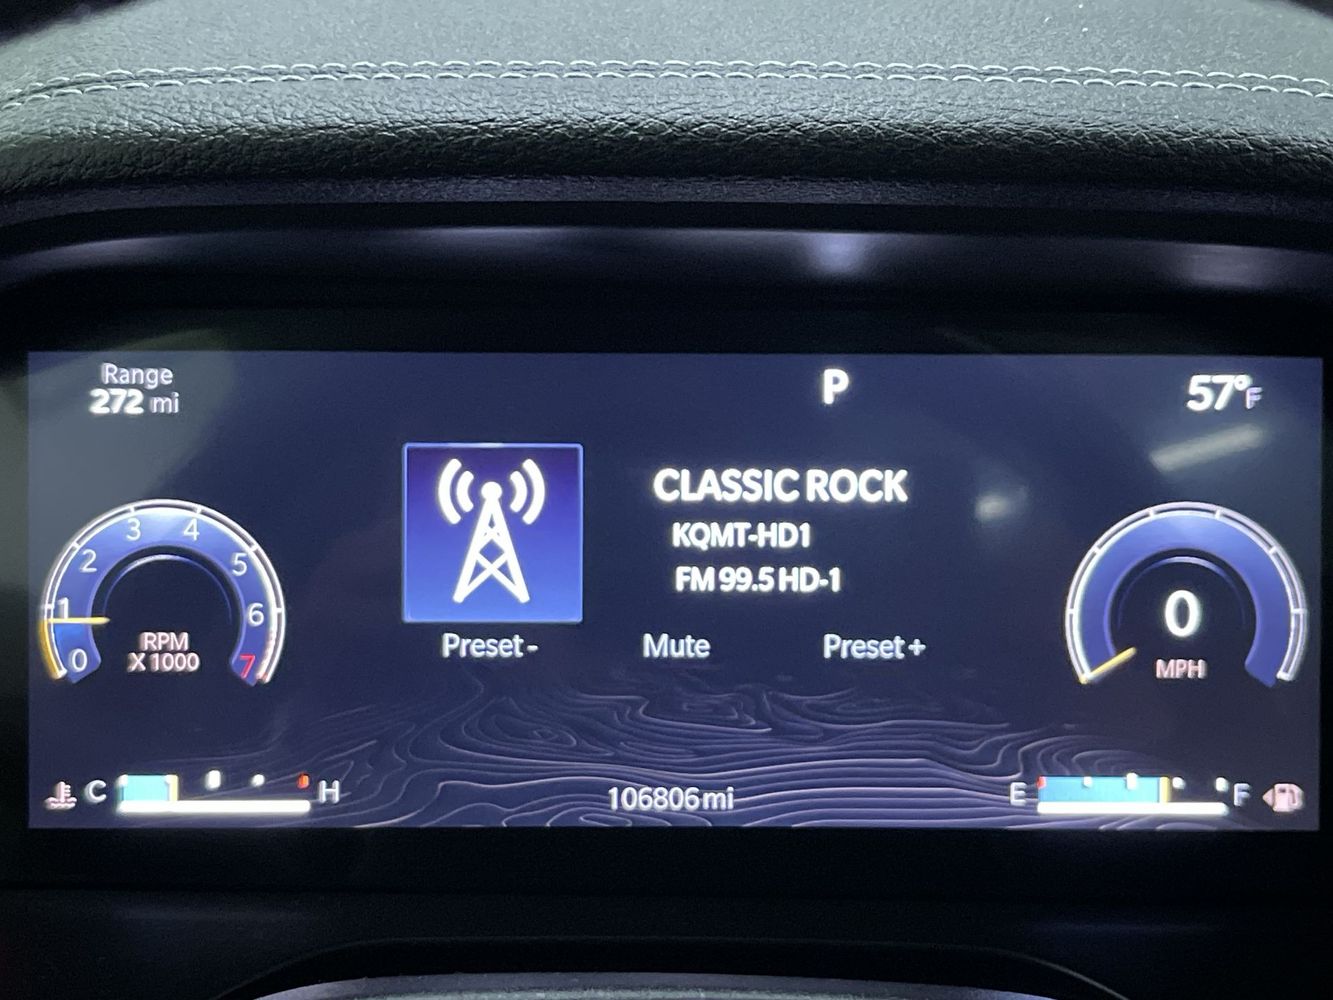 Range
272 mi
P
57°F
CLASSIC ROCK
KQMT-HD1
FM 99.5 HD-1
Preset-
Mute
Preset+
0
1
2
3
4
5
6
7
RPM
X 1000
0
MPH
C
H
106806mi
E
F